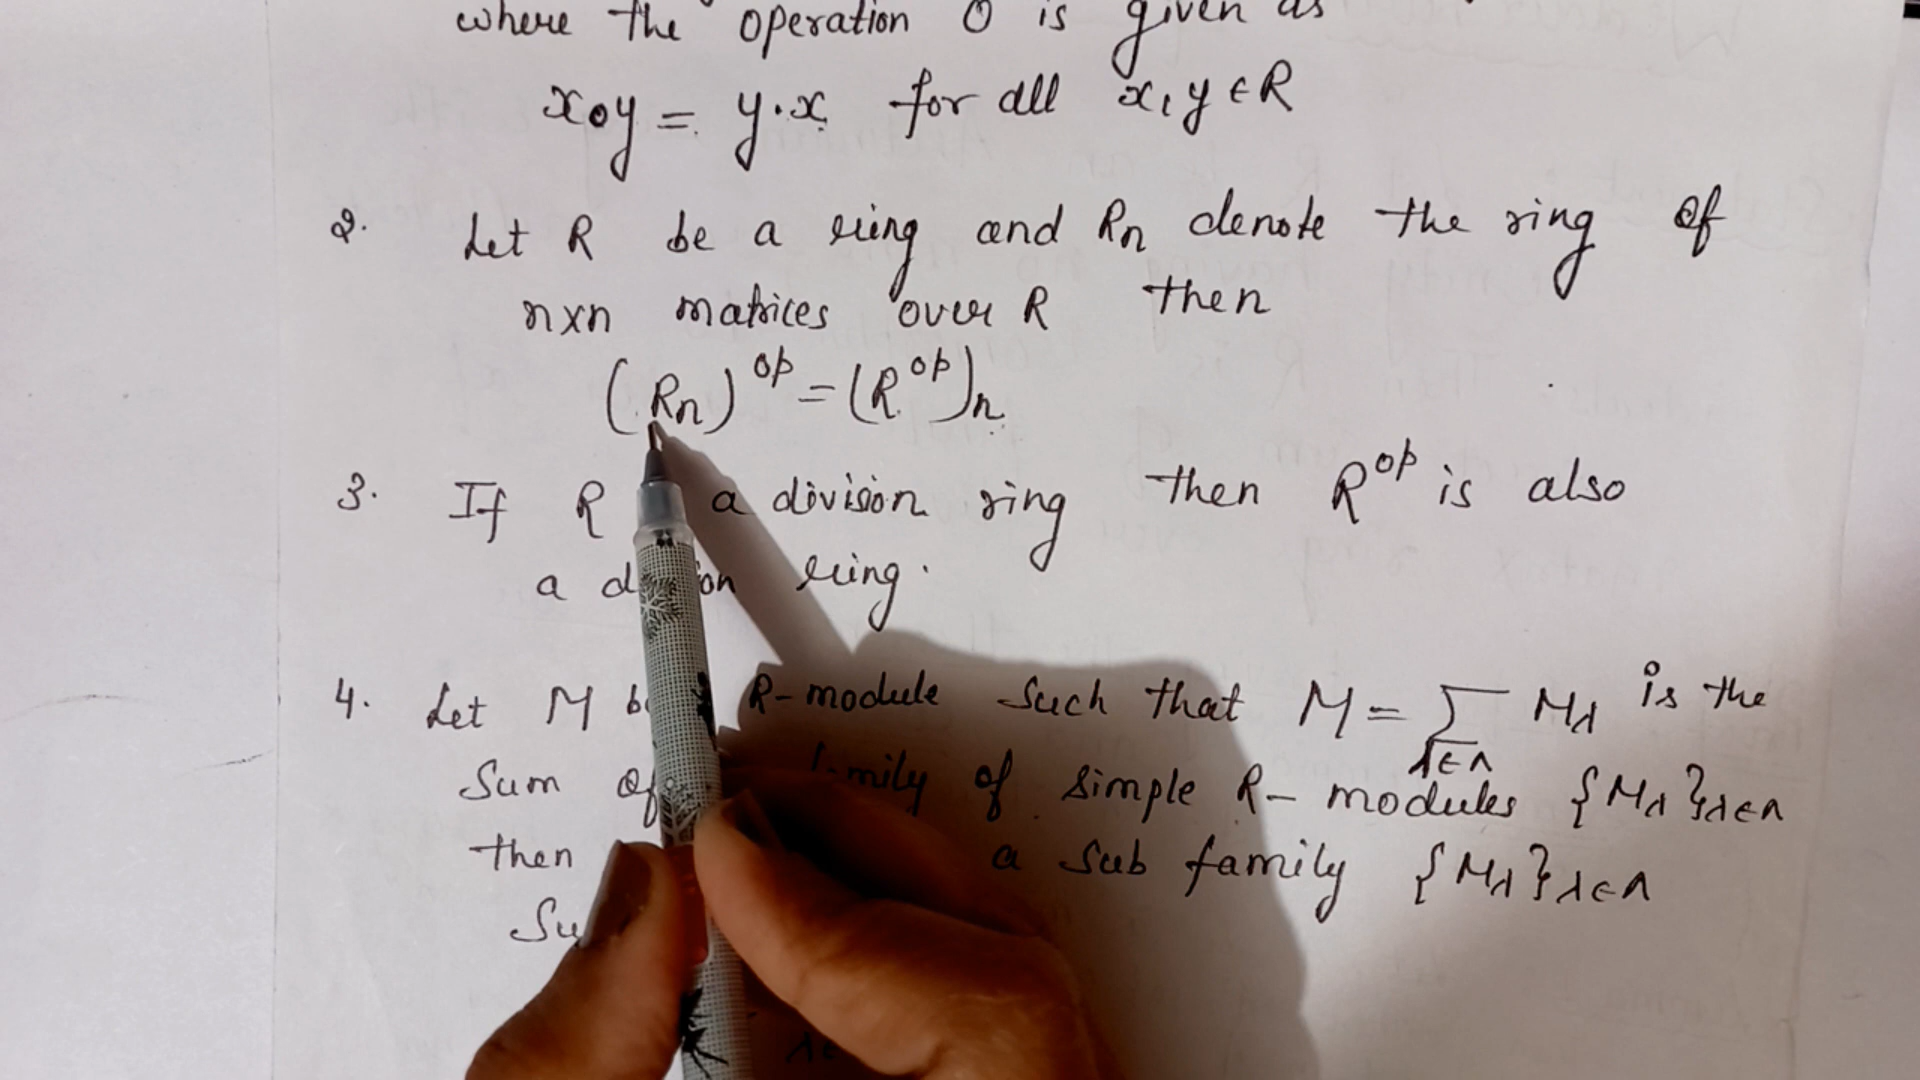 where the operation O is given as
xoy = y.x for all x, y ∈ R
2. Let R be a ring and Rn denote the ring of
nxn matrices over R then
(Rn)^op = (R^op)n
3. If R a division ring then R^op is also
a ring.
4. Let M R-module such that M = Σ Mλ is the
λ∈Λ
Sum of of simple R-modules {Mλ}λ∈Λ
then a sub family {Mλ}λ∈Λ